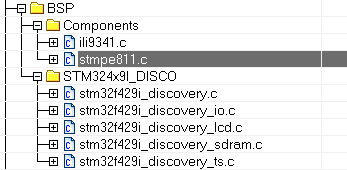 BSP
Components
ili9341.c
stmpe811.c
STM324x9I_DISCO
stm32f429i_discovery.c
stm32f429i_discovery_io.c
stm32f429i_discovery_lcd.c
stm32f429i_discovery_sdram.c
stm32f429i_discovery_ts.c